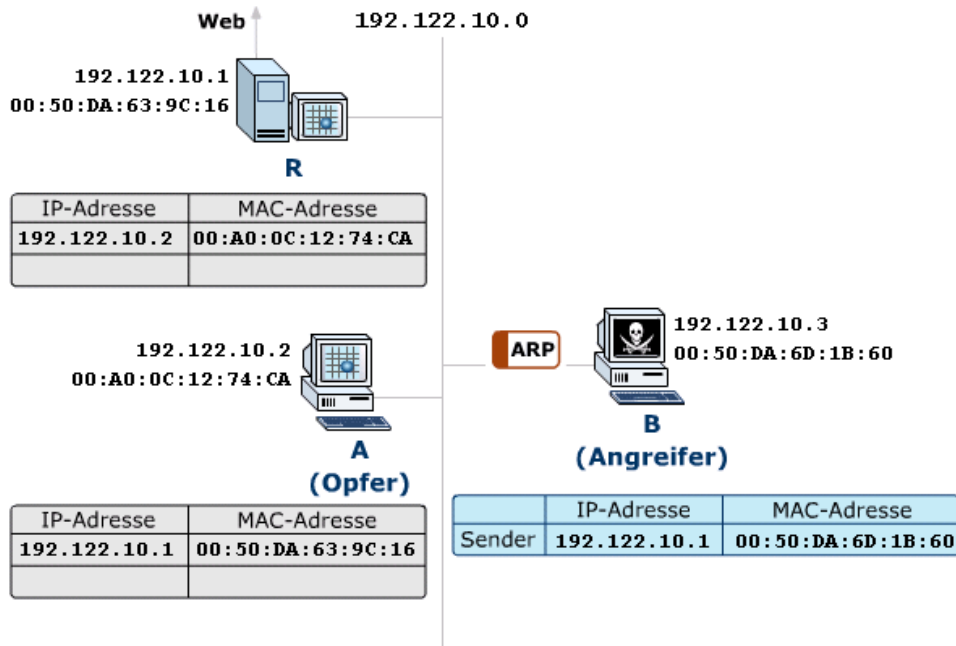 Web
192.122.10.0
192.122.10.1
00:50:DA:63:9C:16
R
IP-Adresse MAC-Adresse
192.122.10.2 00:A0:0C:12:74:CA
192.122.10.2
00:A0:0C:12:74:CA
A
(Opfer)
ARP
192.122.10.3
00:50:DA:6D:1B:60
B
(Angreifer)
IP-Adresse MAC-Adresse
192.122.10.1 00:50:DA:63:9C:16
IP-Adresse MAC-Adresse
Sender 192.122.10.1 00:50:DA:6D:1B:60